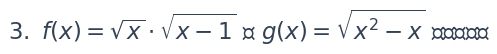 3. f(x) = √x · √(x − 1) g(x) = √(x² − x)